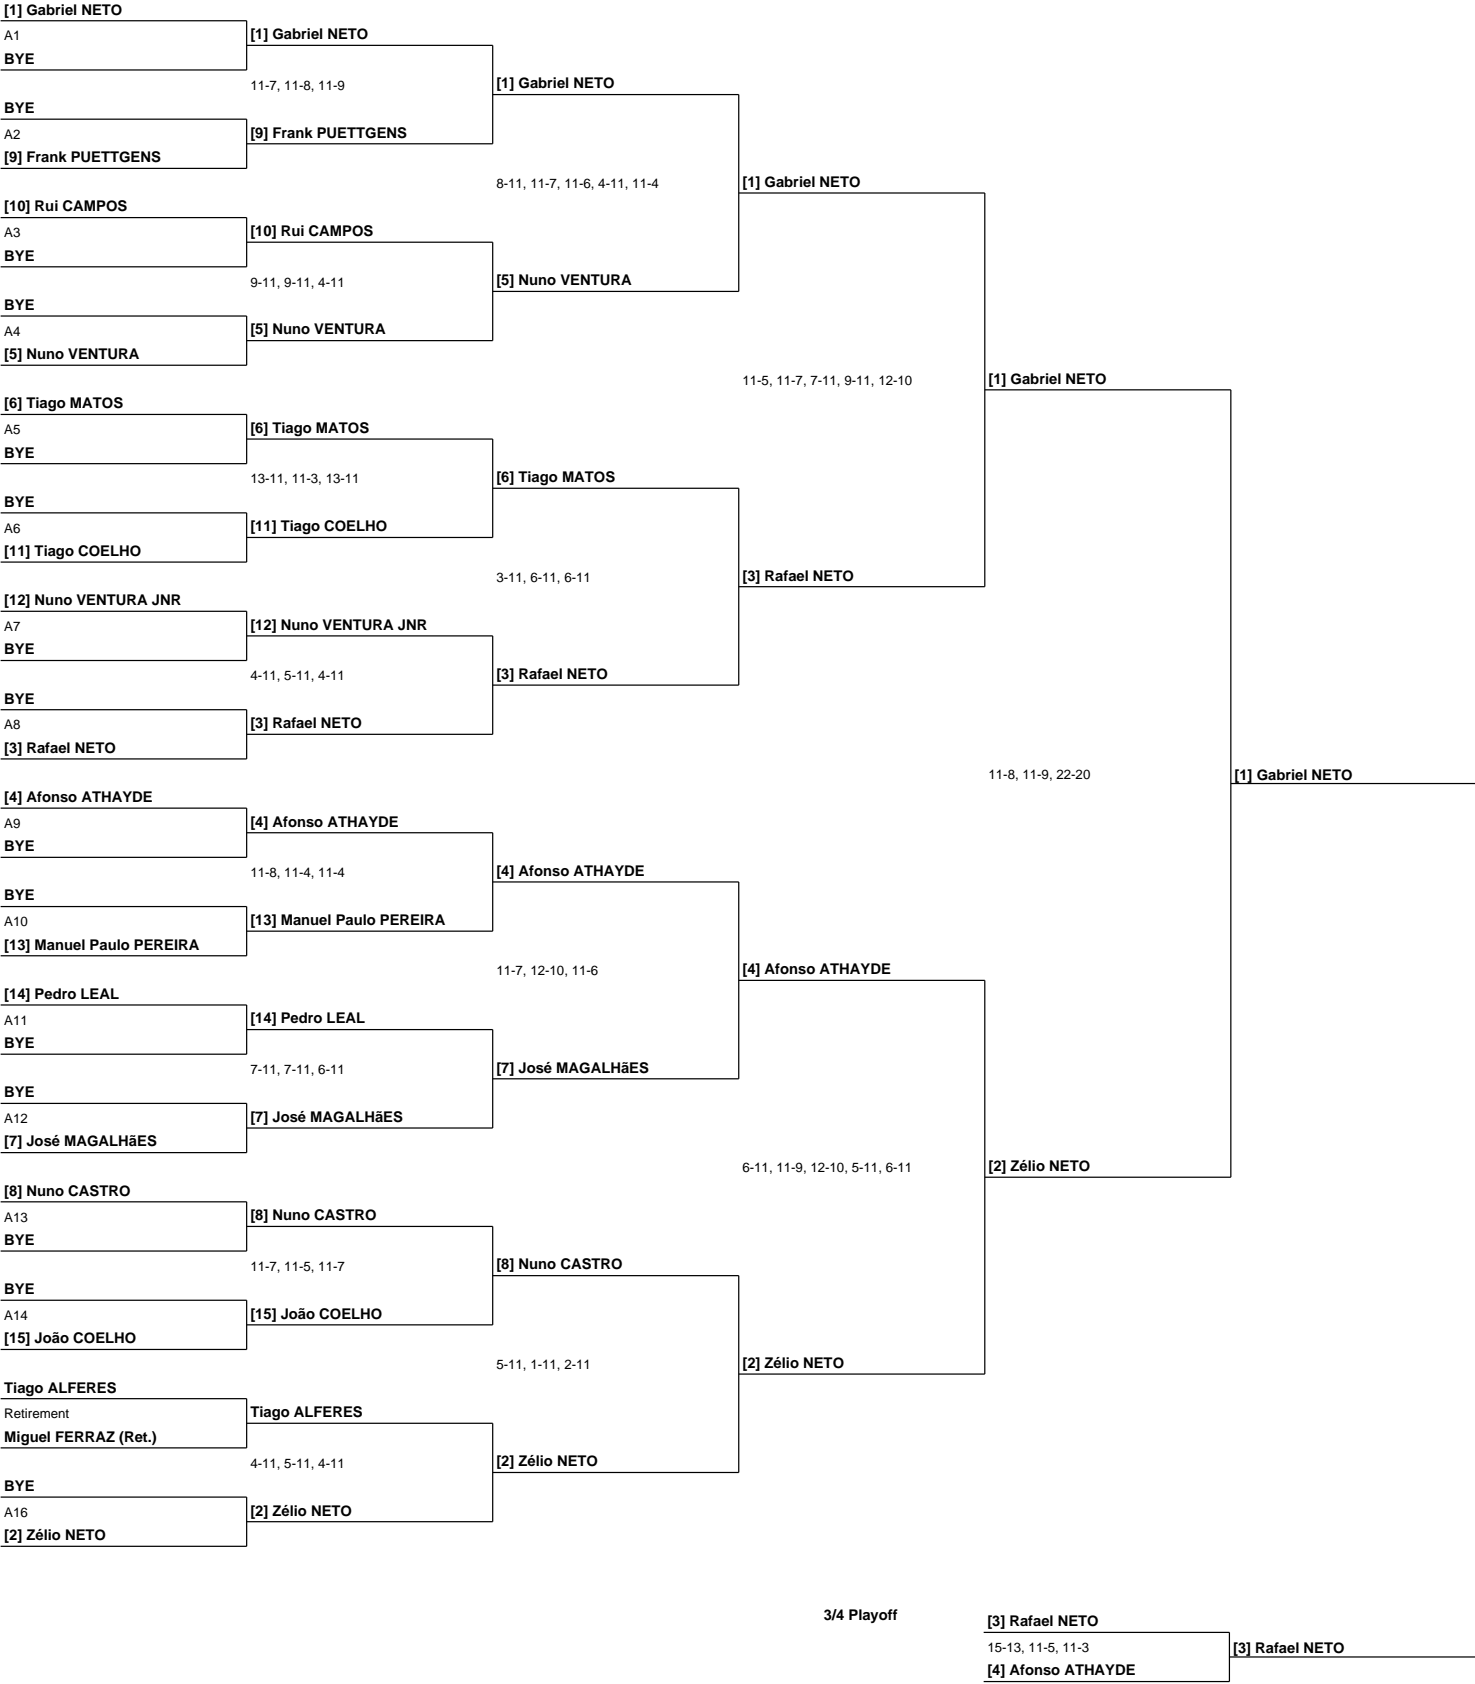 [1] Gabriel NETO
A1
BYE
[1] Gabriel NETO
11-7, 11-8, 11-9
[1] Gabriel NETO
BYE
A2
[9] Frank PUETTGENS
[9] Frank PUETTGENS
8-11, 11-7, 11-6, 4-11, 11-4
[1] Gabriel NETO
[10] Rui CAMPOS
A3
BYE
[10] Rui CAMPOS
9-11, 9-11, 4-11
[5] Nuno VENTURA
BYE
A4
[5] Nuno VENTURA
[5] Nuno VENTURA
11-5, 11-7, 7-11, 9-11, 12-10
[1] Gabriel NETO
[6] Tiago MATOS
A5
BYE
[6] Tiago MATOS
13-11, 11-3, 13-11
[6] Tiago MATOS
BYE
A6
[11] Tiago COELHO
[11] Tiago COELHO
3-11, 6-11, 6-11
[3] Rafael NETO
[12] Nuno VENTURA JNR
A7
BYE
[12] Nuno VENTURA JNR
4-11, 5-11, 4-11
[3] Rafael NETO
BYE
A8
[3] Rafael NETO
[3] Rafael NETO
11-8, 11-9, 22-20
[1] Gabriel NETO
[4] Afonso ATHAYDE
A9
BYE
[4] Afonso ATHAYDE
11-8, 11-4, 11-4
[4] Afonso ATHAYDE
BYE
A10
[13] Manuel Paulo PEREIRA
[13] Manuel Paulo PEREIRA
11-7, 12-10, 11-6
[4] Afonso ATHAYDE
[14] Pedro LEAL
A11
BYE
[14] Pedro LEAL
7-11, 7-11, 6-11
[7] José MAGALHãES
BYE
A12
[7] José MAGALHãES
[7] José MAGALHãES
6-11, 11-9, 12-10, 5-11, 6-11
[2] Zélio NETO
[8] Nuno CASTRO
A13
BYE
[8] Nuno CASTRO
11-7, 11-5, 11-7
[8] Nuno CASTRO
BYE
A14
[15] João COELHO
[15] João COELHO
5-11, 1-11, 2-11
[2] Zélio NETO
Tiago ALFERES
Retirement
Miguel FERRAZ (Ret.)
Tiago ALFERES
4-11, 5-11, 4-11
[2] Zélio NETO
BYE
A16
[2] Zélio NETO
[2] Zélio NETO
3/4 Playoff
[3] Rafael NETO
15-13, 11-5, 11-3
[4] Afonso ATHAYDE
[3] Rafael NETO